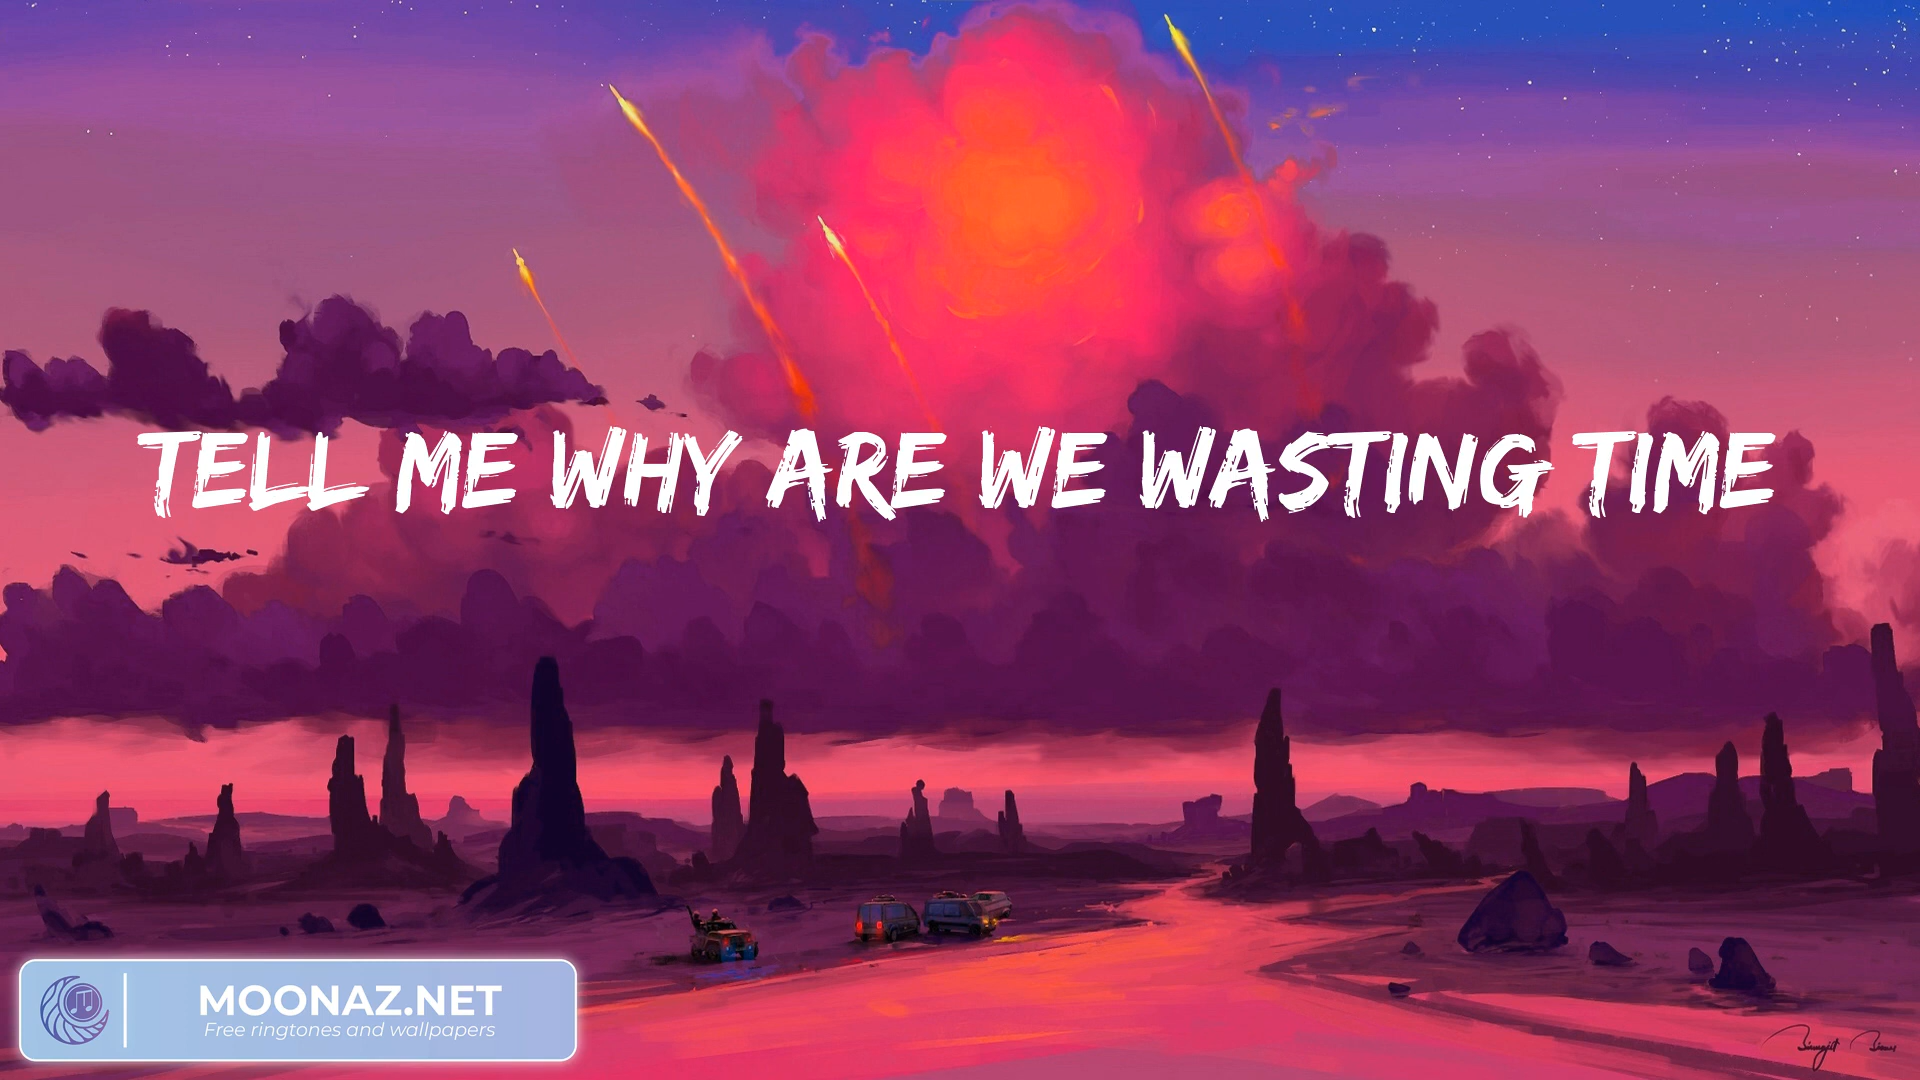 TELL ME WHY ARE WE WASTING TIME
MOONAZ.NET
Free ringtones and wallpapers